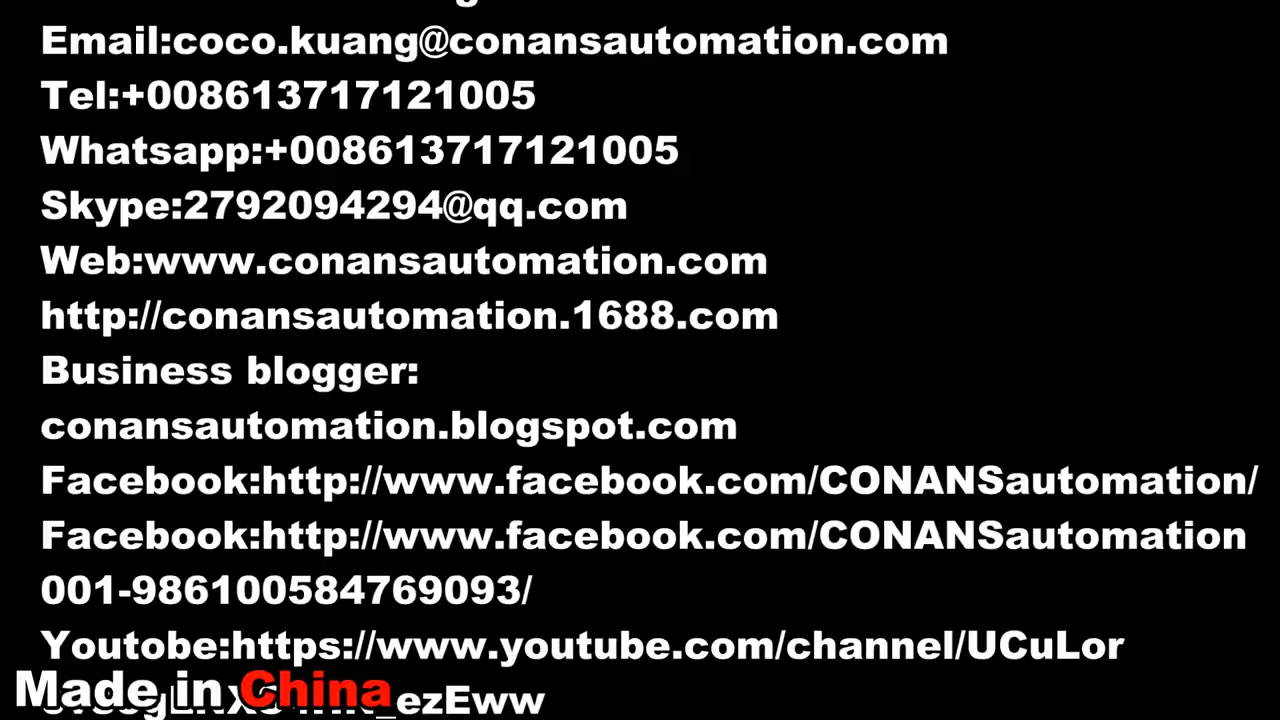 Email:coco.kuang@conansautomation.com
Tel:+008613717121005
Whatsapp:+008613717121005
Skype:2792094294@qq.com
Web:www.conansautomation.com
http://conansautomation.1688.com
Business blogger:
conansautomation.blogspot.com
Facebook:http://www.facebook.com/CONANSautomation/
Facebook:http://www.facebook.com/CONANSautomation
001-986100584769093/
Youtobe:https://www.youtube.com/channel/UCuLor
Made in China